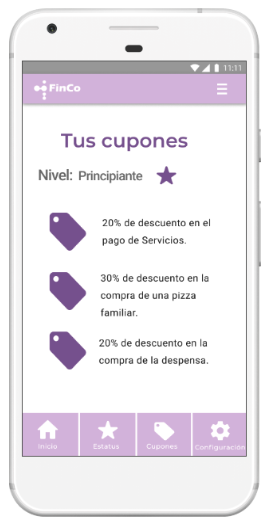 11:11
FinCo
Tus cupones
Nivel: Principiante
20% de descuento en el
pago de Servicios.
30% de descuento en la
compra de una pizza
familiar.
20% de descuento en la
compra de la despensa.
Inicio
Estatus
Cupones
Configuración